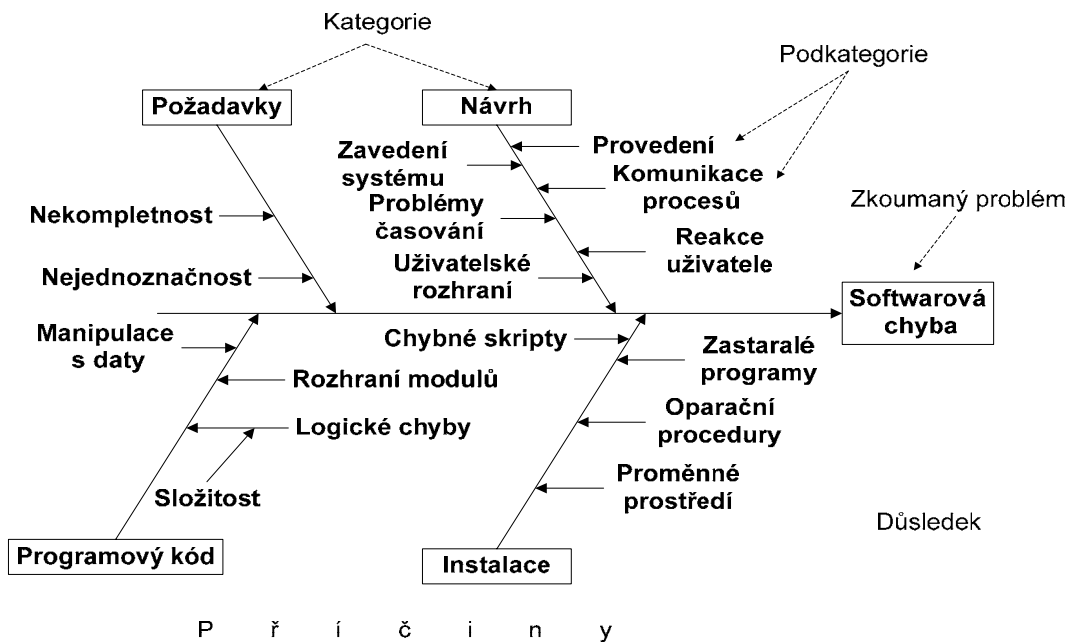 Kategorie
Podkategorie
Požadavky
Návrh
Provedení
Zavedení
systému
Komunikace
procesů
Zkoumaný problém
Nekompletnost
Problémy
časování
Reakce
uživatele
Nejednoznačnost
Uživatelské
rozhraní
Softwarová
chyba
Manipulace
s daty
Chybné skripty
Zastaralé
programy
Rozhraní modulů
Oparační
procedury
Logické chyby
Složitost
Proměnné
prostředí
Důsledek
Programový kód
Instalace
P ř í č i n y